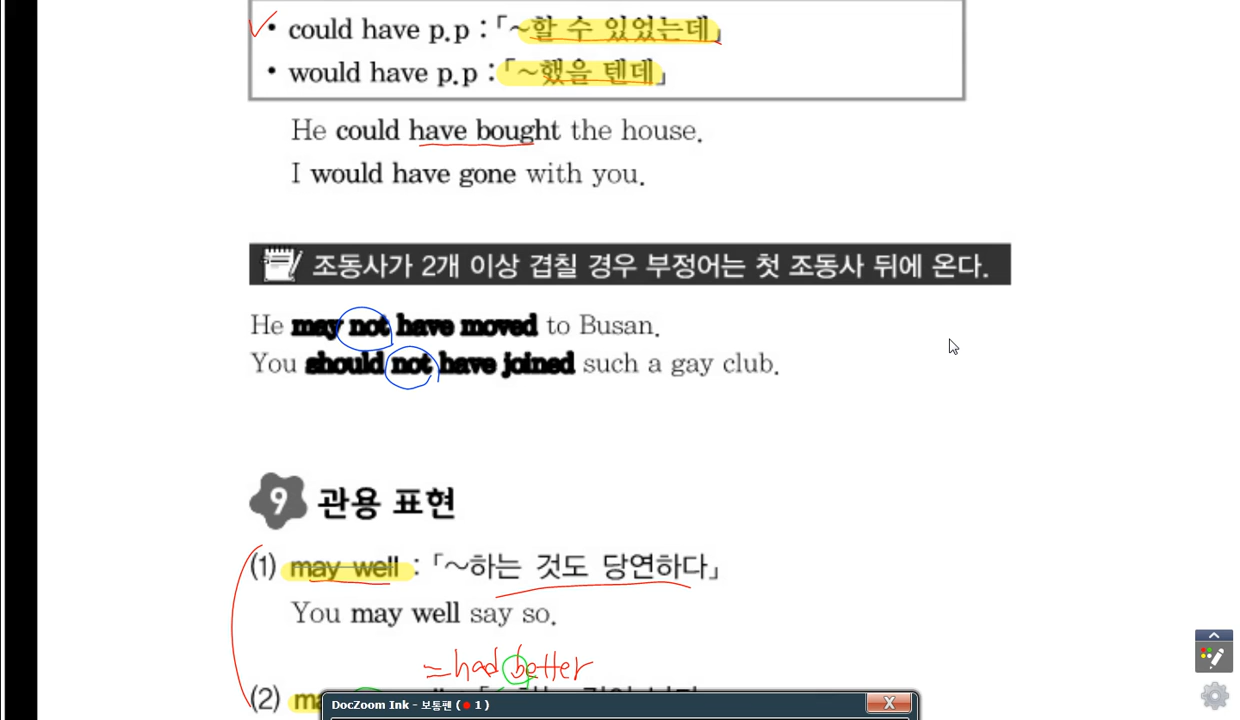 • could have p.p : 「~할 수 있었는데」
• would have p.p : 「~했을 텐데」
He could have bought the house.
I would have gone with you.
조동사가 2개 이상 겹칠 경우 부정어는 첫 조동사 뒤에 온다.
He may not have moved to Busan.
You should not have joined such a gay club.
9 관용 표현
(1) may well : 「~하는 것도 당연하다」
You may well say so.
=had better
(2)
DocZoom Ink - 보통펜 ( 1 )
X